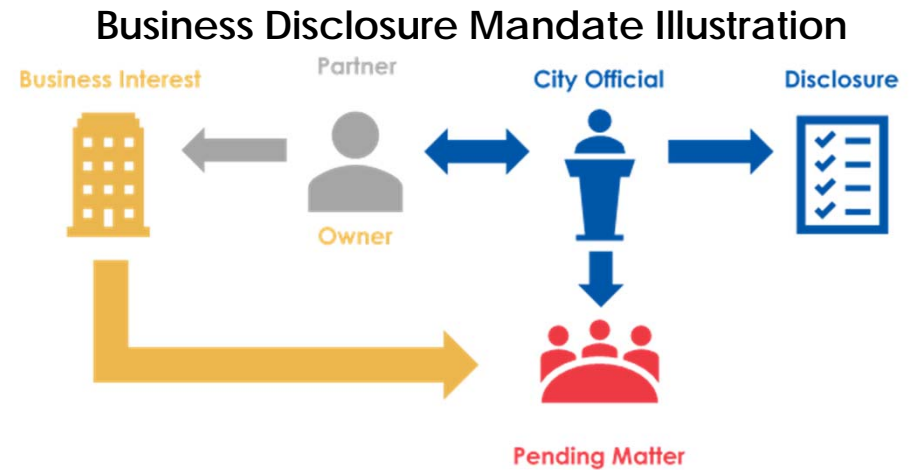 Business Disclosure Mandate Illustration
Business Interest
Partner
City Official
Disclosure
Owner
Pending Matter